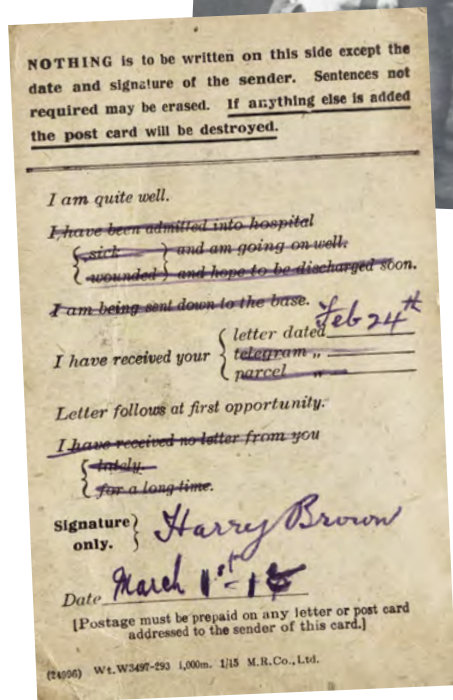 NOTHING is to be written on this side except the
date and signature of the sender. Sentences not
required may be erased. If anything else is added
the post card will be destroyed.
I am quite well.
I have been admitted into hospital
{ sick } and am going on well.
{ wounded } and hope to be discharged soon.
I am being sent down to the base.
I have received your { letter dated Feb 24th
telegram „
parcel „
Letter follows at first opportunity.
I have received no letter from you
{ lately.
{ for a long time.
Signature } Harry Brown
only. }
Date March 1st-
[Postage must be prepaid on any letter or post card
addressed to the sender of this card.]
Wt.W3497-293 1,000m. 1/15 M.R.Co., Ltd.